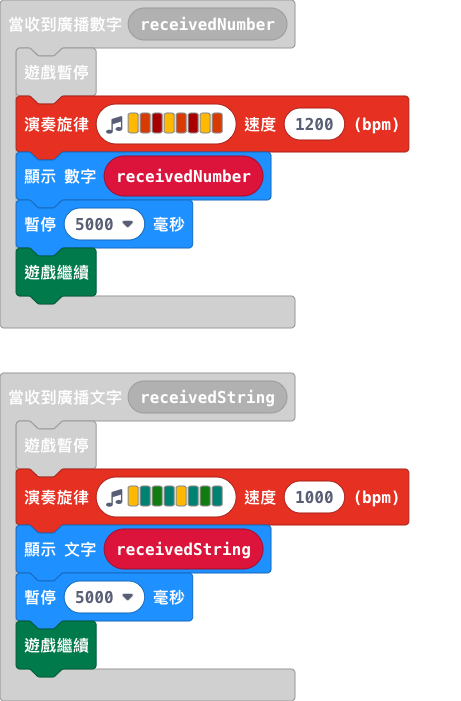 當收到廣播數字 receivedNumber
遊戲暫停
演奏旋律 速度 1200 (bpm)
顯示 數字 receivedNumber
暫停 5000 毫秒
遊戲繼續
當收到廣播文字 receivedString
遊戲暫停
演奏旋律 速度 1000 (bpm)
顯示 文字 receivedString
暫停 5000 毫秒
遊戲繼續